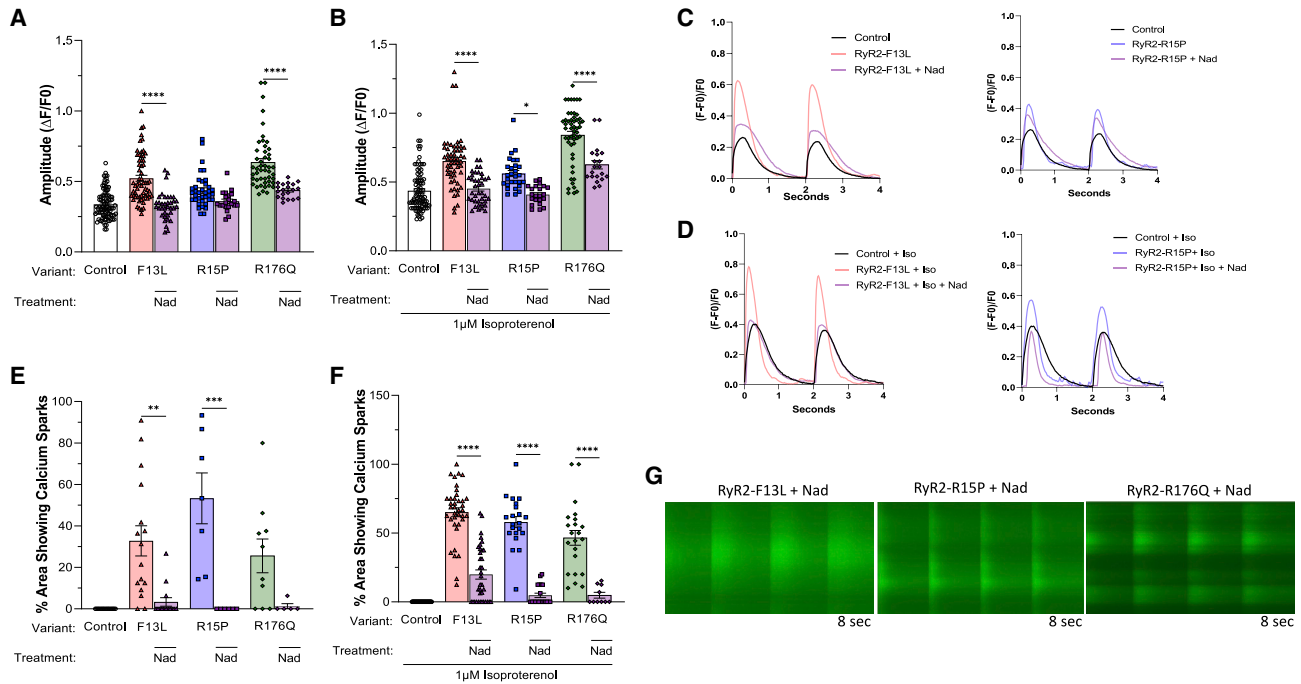 A
Amplitude (ΔF/F0)
1.5
1.0
0.5
0.0
****
****
Variant: Control F13L R15P R176Q
Treatment: Nad Nad Nad
B
Amplitude (ΔF/F0)
1.5
1.0
0.5
0.0
****
*
****
Variant: Control F13L R15P R176Q
Treatment: Nad Nad Nad
1µM Isoproterenol
C
(F-F0)/F0
1.0
0.8
0.6
0.4
0.2
0.0
0 1 2 3 4
Seconds
Control
RyR2-F13L
RyR2-F13L + Nad
(F-F0)/F0
1.0
0.8
0.6
0.4
0.2
0.0
0 1 2 3 4
Seconds
Control
RyR2-R15P
RyR2-R15P + Nad
D
(F-F0)/F0
1.0
0.8
0.6
0.4
0.2
0.0
0 1 2 3 4
Seconds
Control + Iso
RyR2-F13L + Iso
RyR2-F13L + Iso + Nad
(F-F0)/F0
1.0
0.8
0.6
0.4
0.2
0.0
0 1 2 3 4
Seconds
Control + Iso
RyR2-R15P+ Iso
RyR2-R15P+ Iso + Nad
E
% Area Showing Calcium Sparks
100
80
60
40
20
0
**
***
Variant: Control F13L R15P R176Q
Treatment: Nad Nad Nad
F
% Area Showing Calcium Sparks
150
100
50
0
****
****
****
Variant: Control F13L R15P R176Q
Treatment: Nad Nad Nad
1µM Isoproterenol
G
RyR2-F13L + Nad
RyR2-R15P + Nad
RyR2-R176Q + Nad
8 sec
8 sec
8 sec